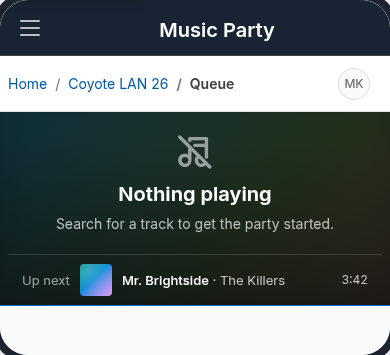 Music Party
Home / Coyote LAN 26 / Queue
MK
Nothing playing
Search for a track to get the party started.
Up next Mr. Brightside · The Killers 3:42